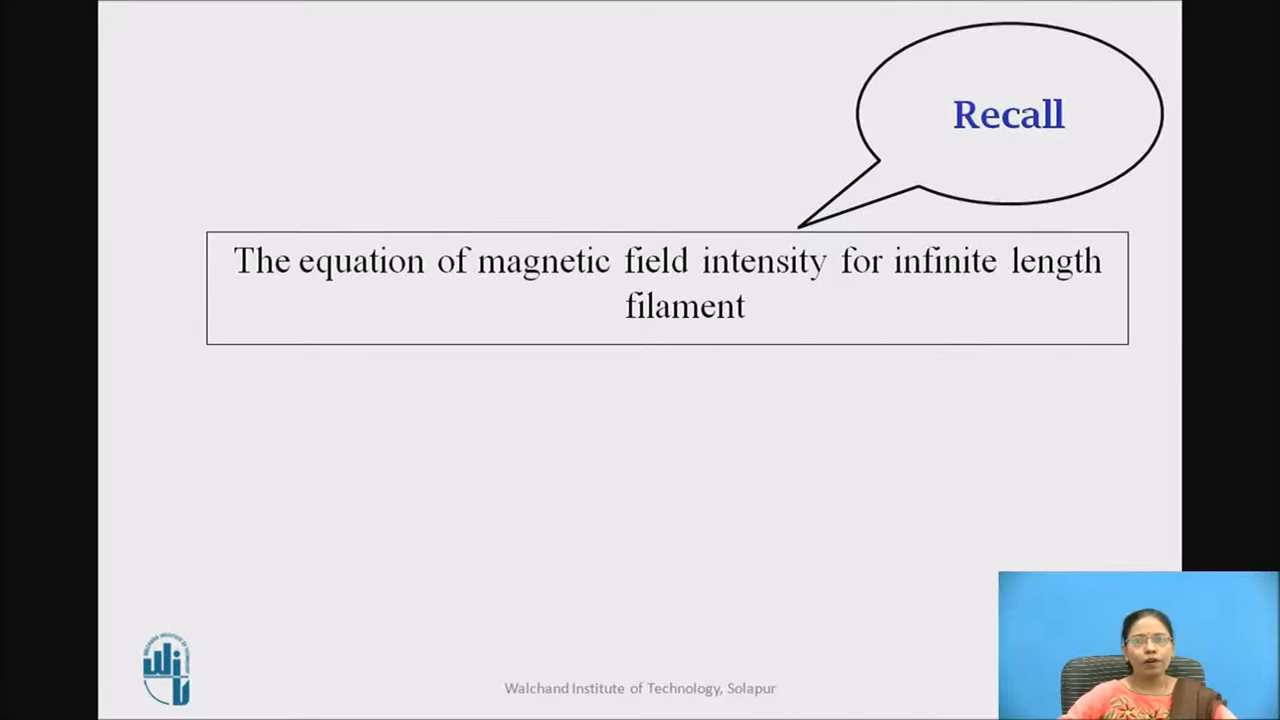 Recall
The equation of magnetic field intensity for infinite length
filament
Walchand Institute of Technology, Solapur